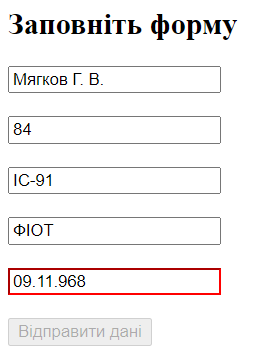 Заповніть форму
Мягков Г. В.
84
ІС-91
ФІОТ
09.11.968
Відправити дані